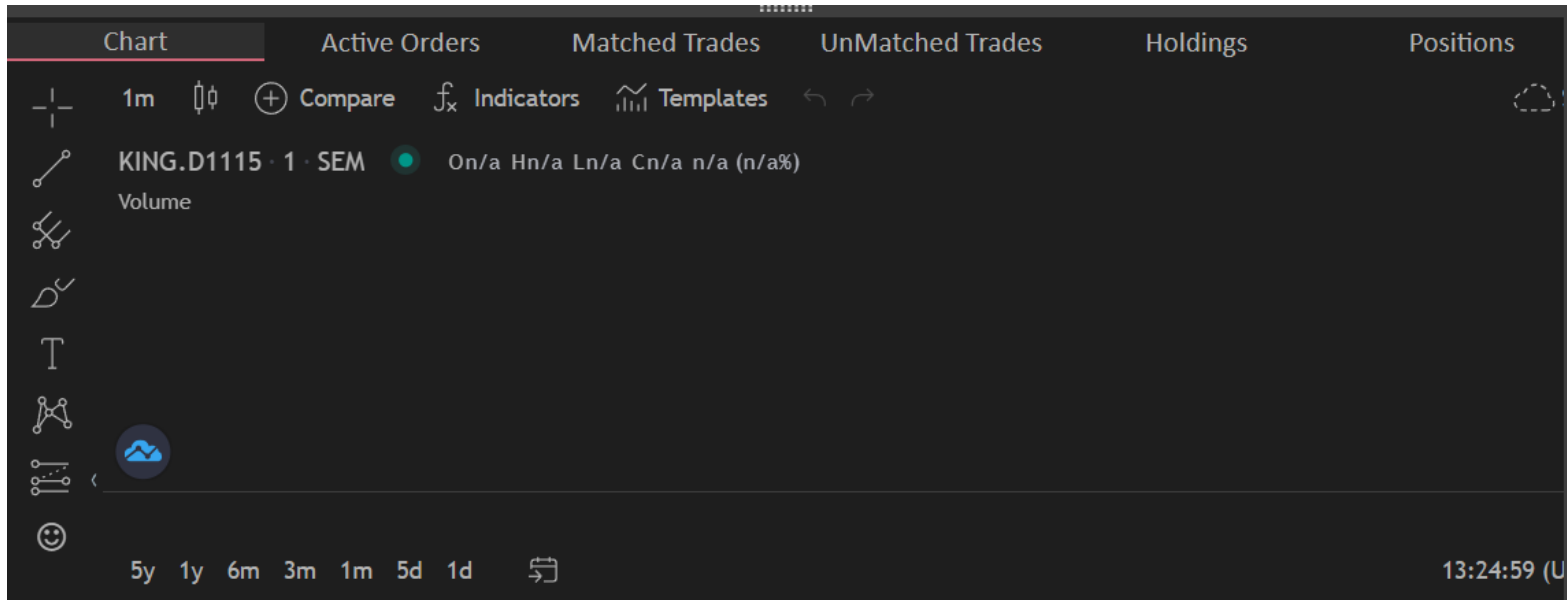 Chart Active Orders Matched Trades UnMatched Trades Holdings Positions
1m Compare fx Indicators Templates
KING.D1115 · 1 · SEM On/a Hn/a Ln/a Cn/a n/a (n/a%)
Volume
T
5y 1y 6m 3m 1m 5d 1d 13:24:59 (U